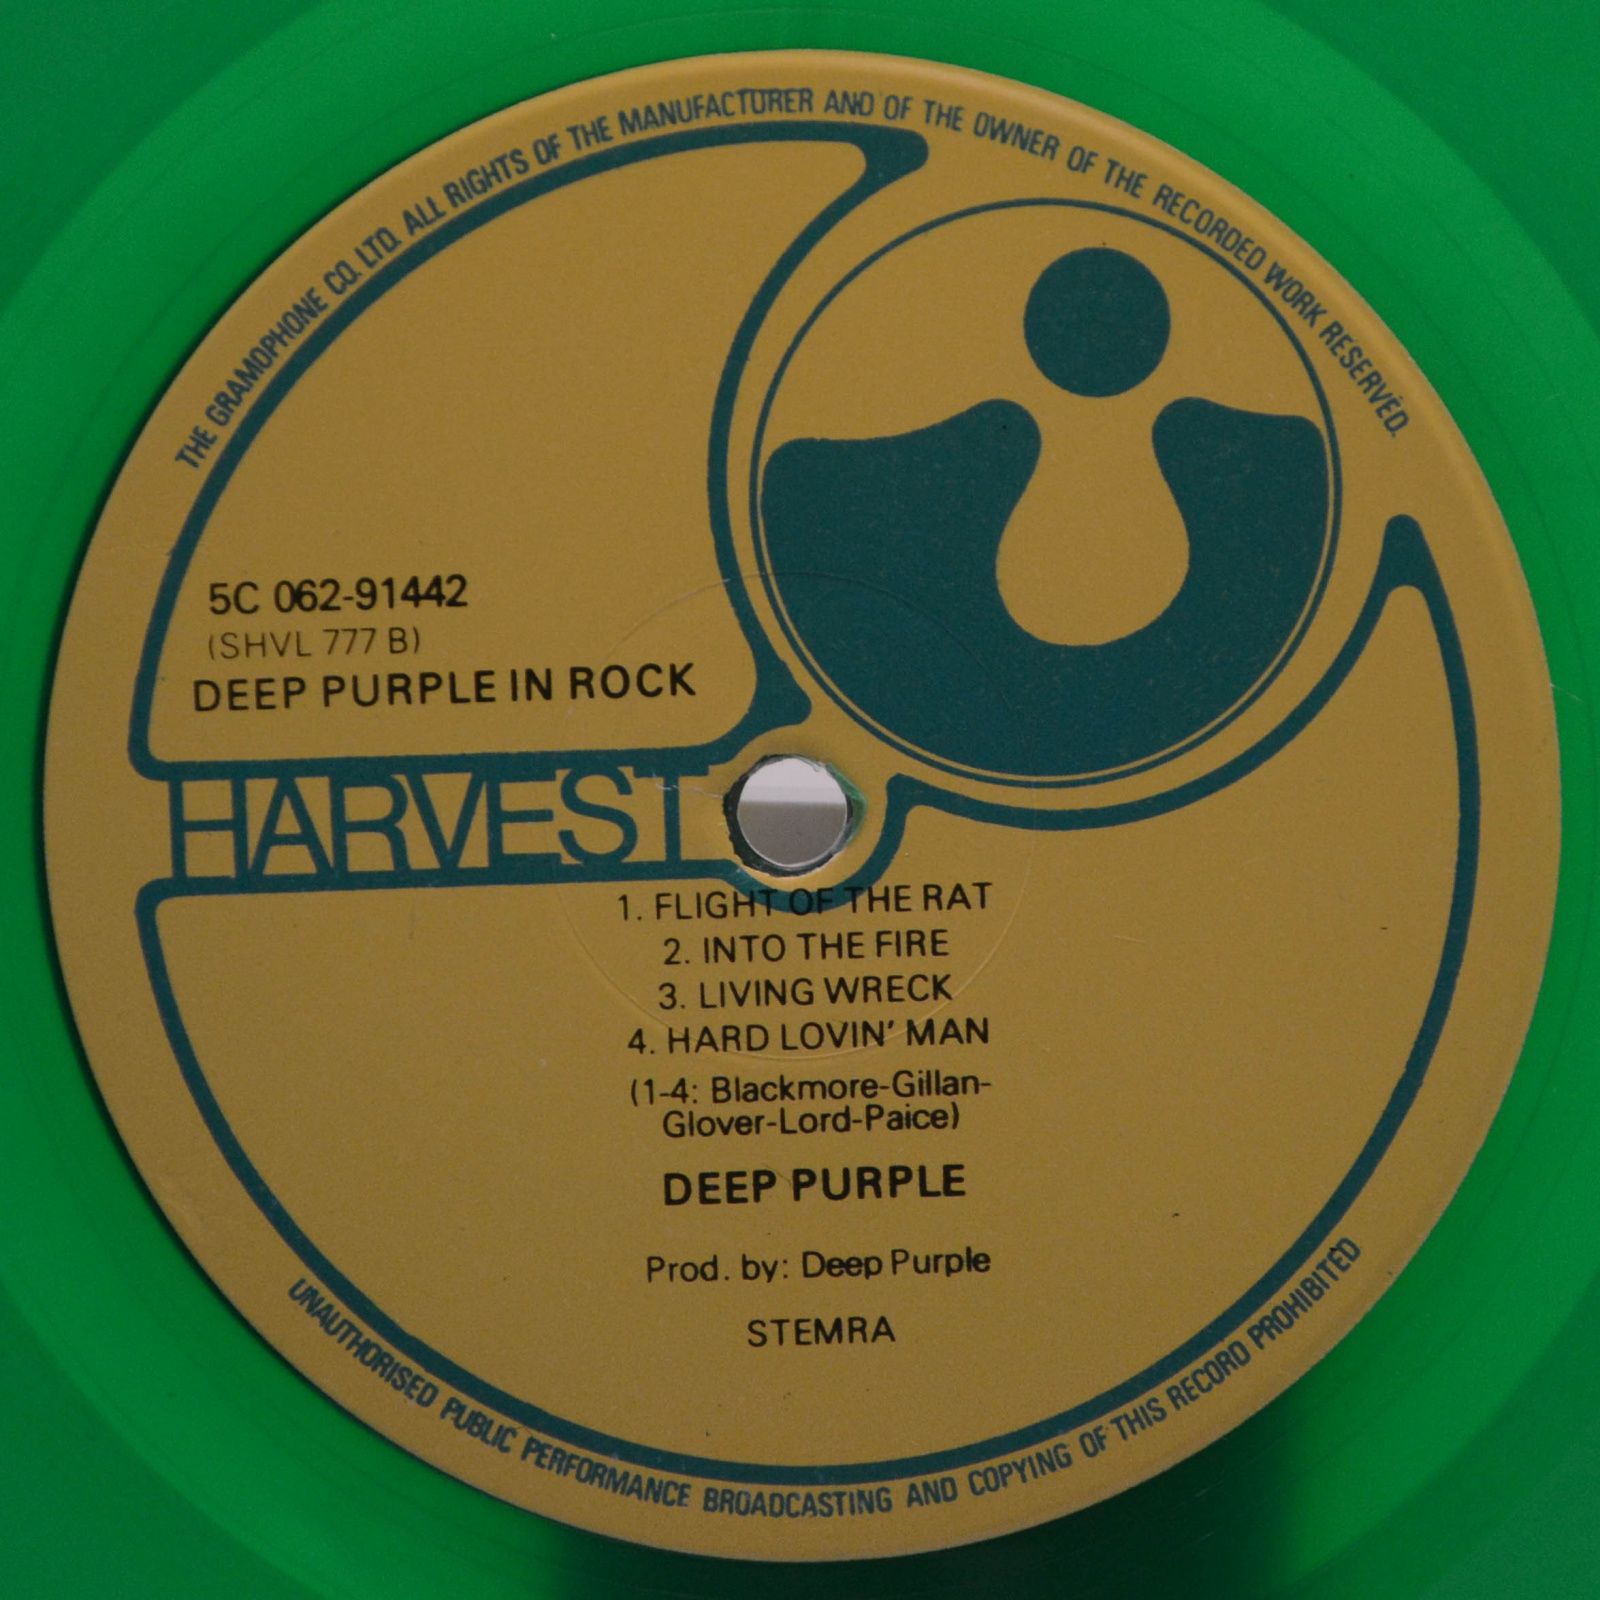 THE GRAMOPHONE CO. LTD. ALL RIGHTS OF THE MANUFACTURER AND OF THE OWNER OF THE RECORDED WORK RESERVED.
5C 062-91442
(SHVL 777 B)
DEEP PURPLE IN ROCK
HARVEST
1. FLIGHT OF THE RAT
2. INTO THE FIRE
3. LIVING WRECK
4. HARD LOVIN' MAN
(1-4: Blackmore-Gillan-
Glover-Lord-Paice)
DEEP PURPLE
Prod. by: Deep Purple
STEMRA
UNAUTHORISED PUBLIC PERFORMANCE BROADCASTING AND COPYING OF THIS RECORD PROHIBITED